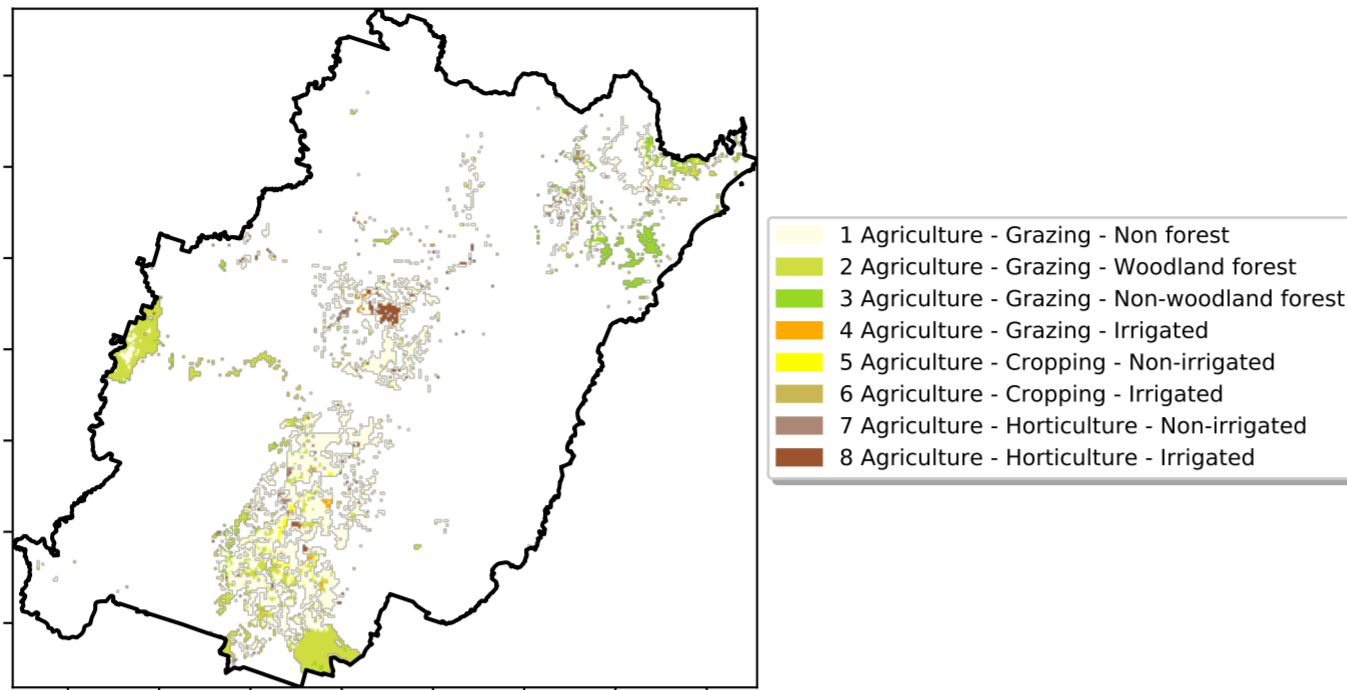 1 Agriculture - Grazing - Non forest
2 Agriculture - Grazing - Woodland forest
3 Agriculture - Grazing - Non-woodland forest
4 Agriculture - Grazing - Irrigated
5 Agriculture - Cropping - Non-irrigated
6 Agriculture - Cropping - Irrigated
7 Agriculture - Horticulture - Non-irrigated
8 Agriculture - Horticulture - Irrigated